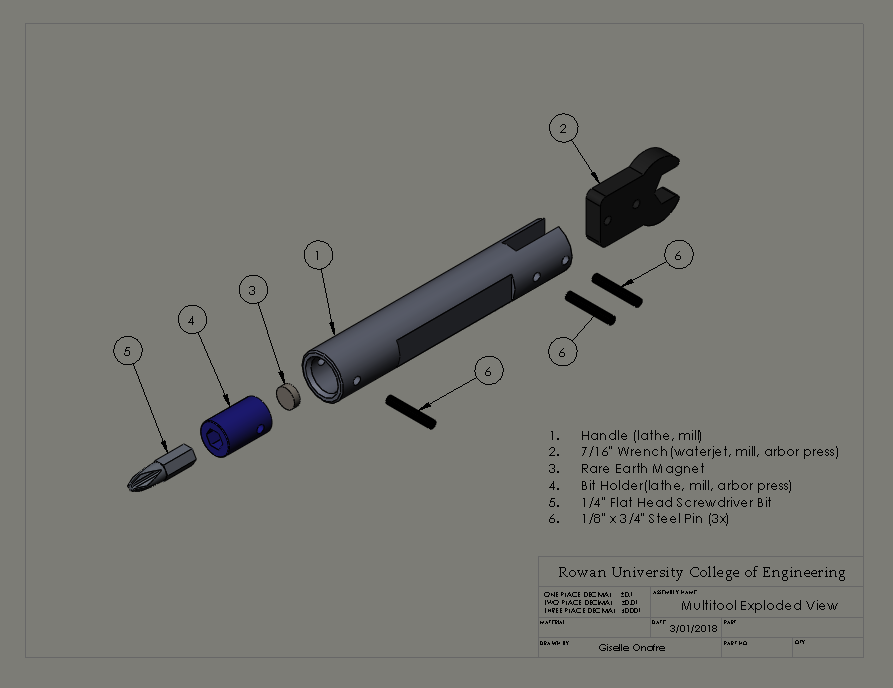 2
1
6
3
4
5
6
6
1. Handle (lathe, mill)
2. 7/16" Wrench (waterjet, mill, arbor press)
3. Rare Earth Magnet
4. Bit Holder(lathe, mill, arbor press)
5. 1/4" Flat Head Screwdriver Bit
6. 1/8" x 3/4" Steel Pin (3x)
Rowan University College of Engineering
ONE PLACE DECIMAL ±0.1
TWO PLACE DECIMAL ±0.01
THREE PLACE DECIMAL ±.0001
ASSEMBLY NAME
Multitool Exploded View
MATERIAL
DATE 3/01/2018
PART
DRAWN BY Giselle Onofre
PART NO.
QTY